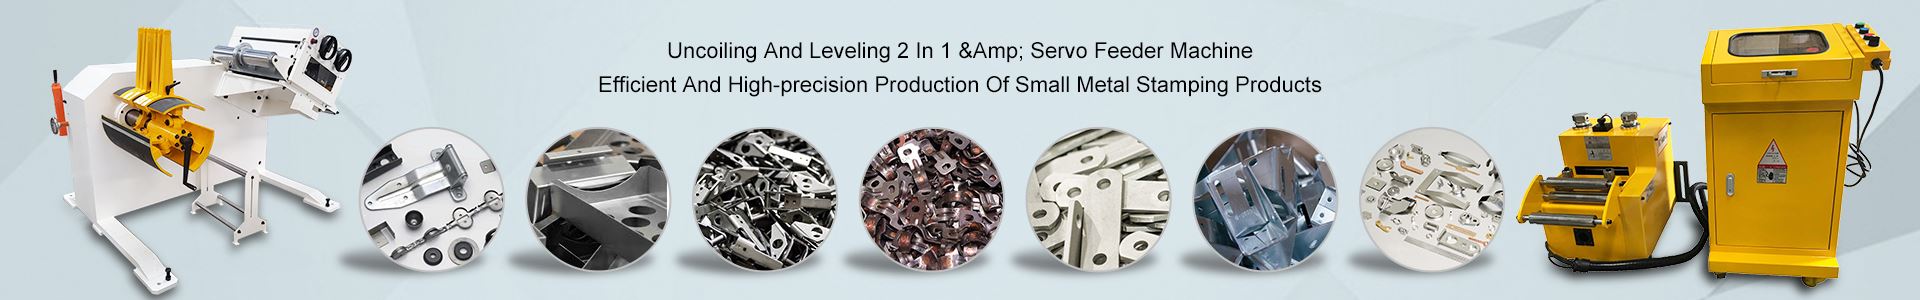 Uncoiling And Leveling 2 In 1 &Amp; Servo Feeder Machine
Efficient And High-precision Production Of Small Metal Stamping Products